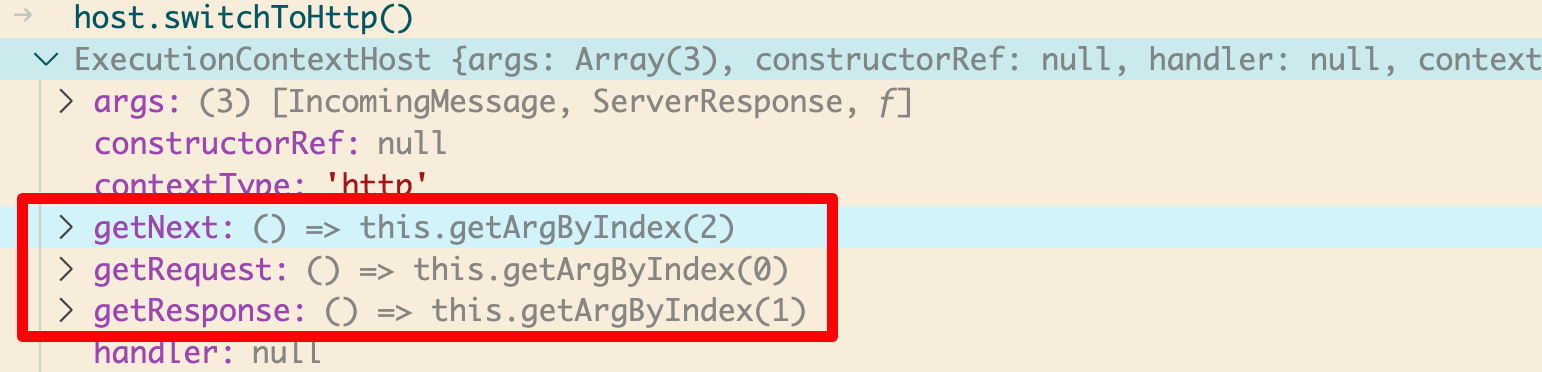 host.switchToHttp()
ExecutionContextHost {args: Array(3), constructorRef: null, handler: null, context
args: (3) [IncomingMessage, ServerResponse, ƒ]
constructorRef: null
contextType: 'http'
getNext: () => this.getArgByIndex(2)
getRequest: () => this.getArgByIndex(0)
getResponse: () => this.getArgByIndex(1)
handler: null